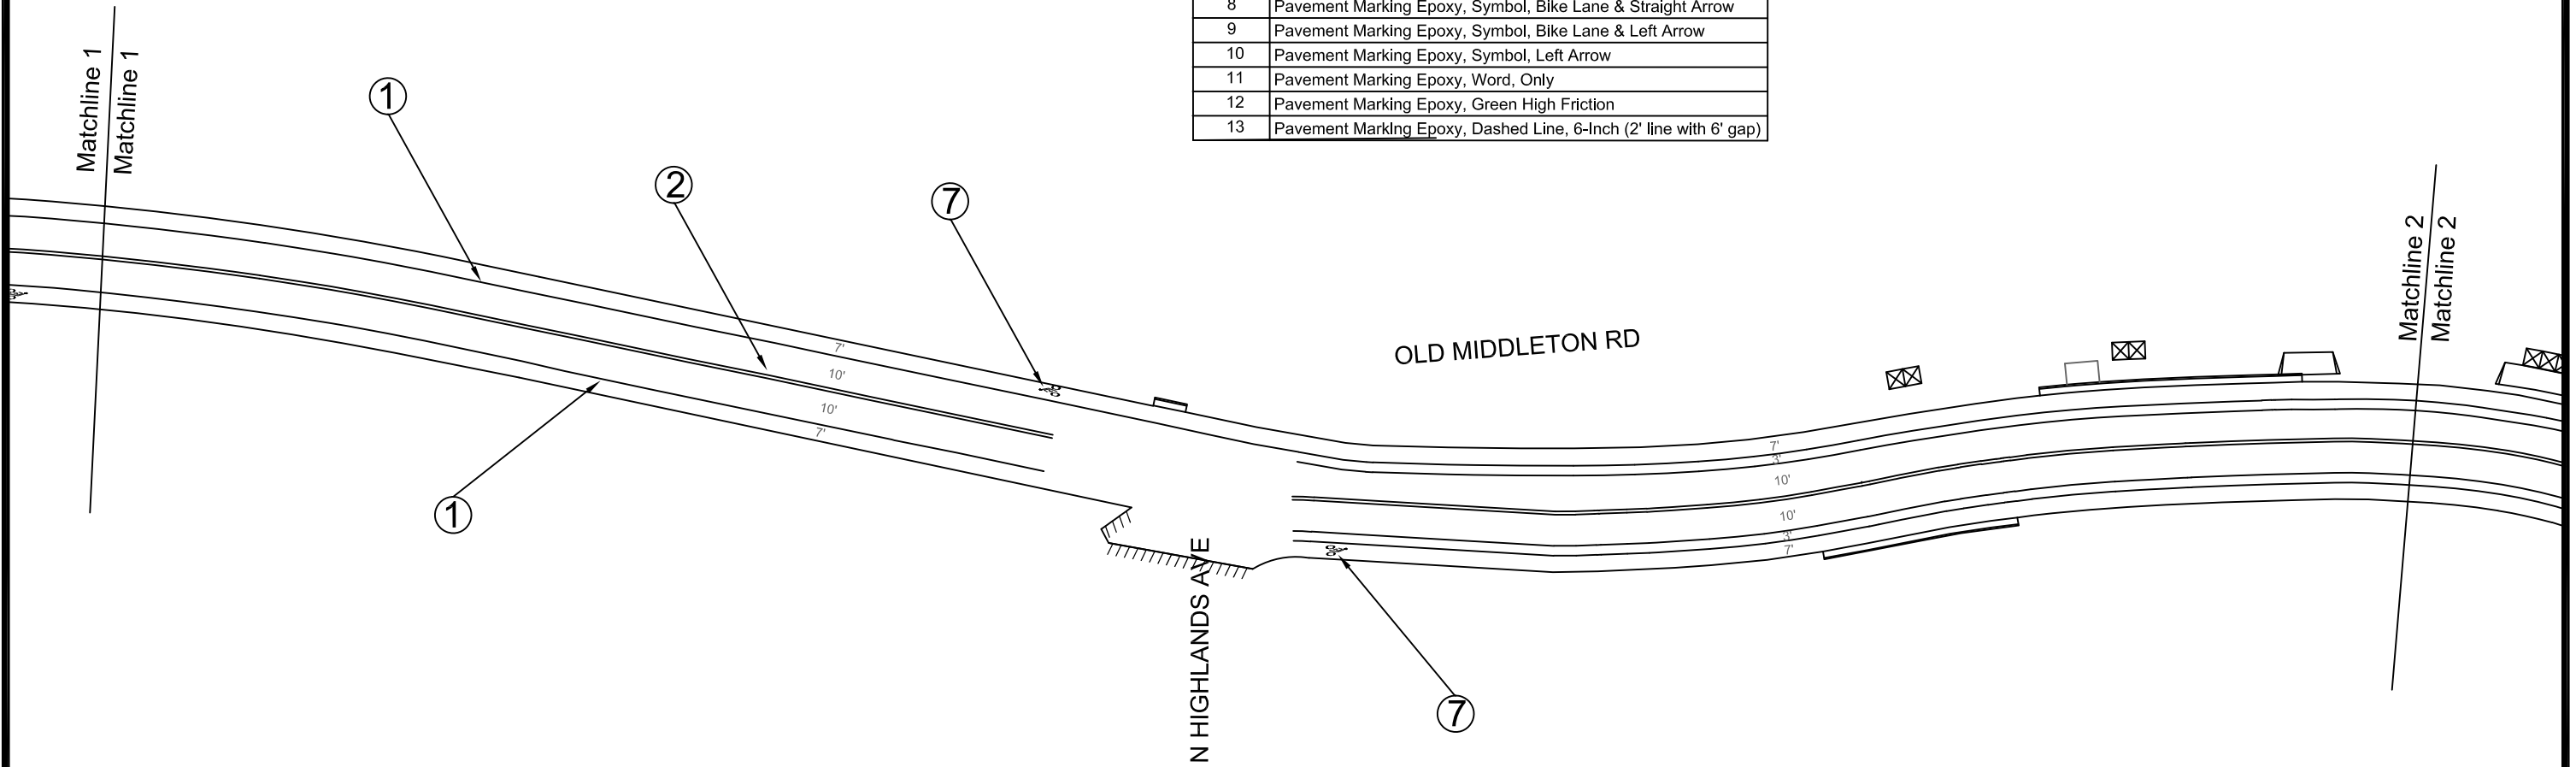 8 Pavement Marking Epoxy, Symbol, Bike Lane & Straight Arrow
9 Pavement Marking Epoxy, Symbol, Bike Lane & Left Arrow
10 Pavement Marking Epoxy, Symbol, Left Arrow
11 Pavement Marking Epoxy, Word, Only
12 Pavement Marking Epoxy, Green High Friction
13 Pavement Marking Epoxy, Dashed Line, 6-Inch (2' line with 6' gap)
Matchline 1
Matchline 1
1
2
7
7'
10'
10'
7'
1
OLD MIDDLETON RD
7'
3'
10'
10'
3'
7'
Matchline 2
Matchline 2
N HIGHLANDS AVE
7